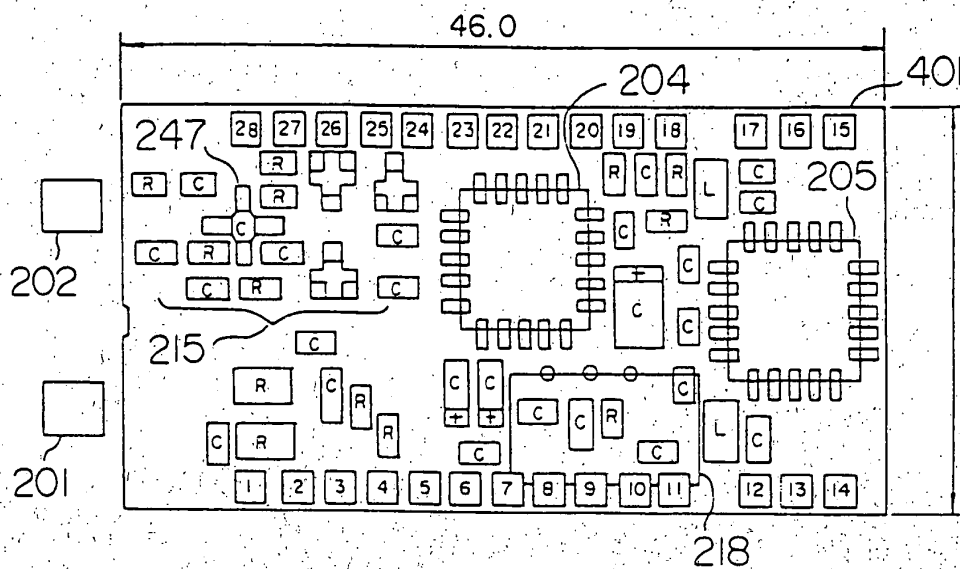 46.0
204
401
247
28 27 26 25 24 23 22 21 20 19 18 17 16 15
R R C R L C
205
R C R C
C C R
C R C C C
202
C R C C
215
C C
R C R C C C
C R C R L C
R C C
201
1 2 3 4 5 6 7 8 9 10 11 12 13 14
218